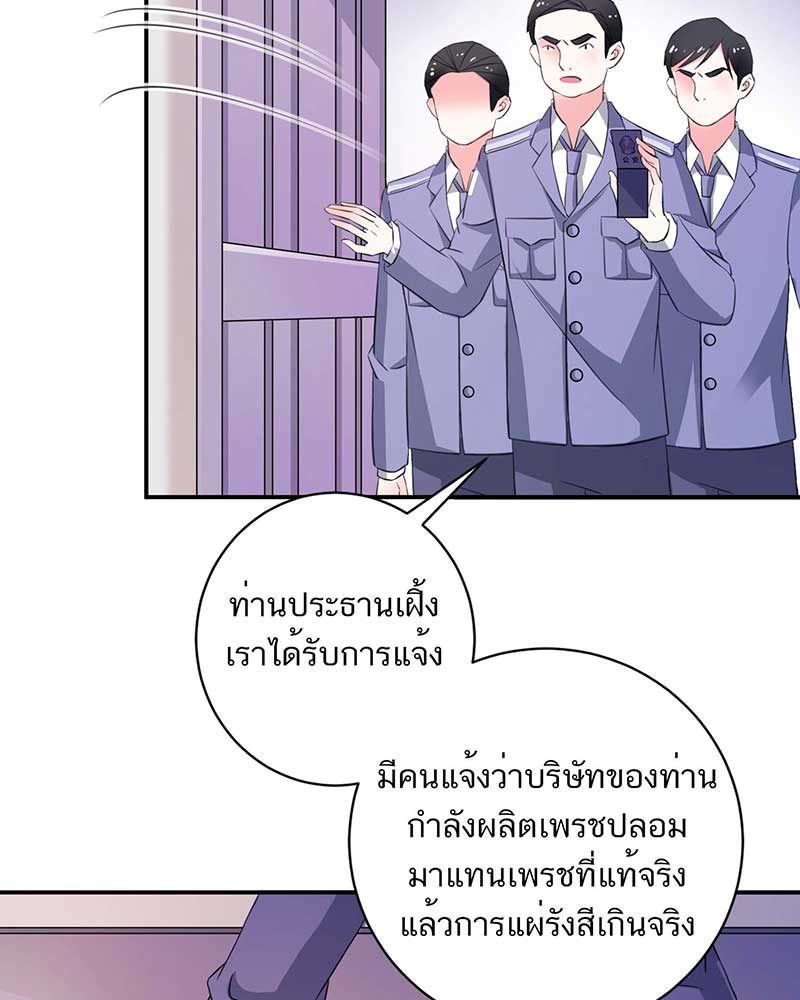 公安
ท่านประธานเฝิ้ง
เราได้รับการแจ้ง
มีคนแจ้งว่าบริษัทของท่าน
กำลังผลิตเพรชปลอม
มาแทนเพรชที่แท้จริง
แล้วการแผ่รังสีเกินจริง